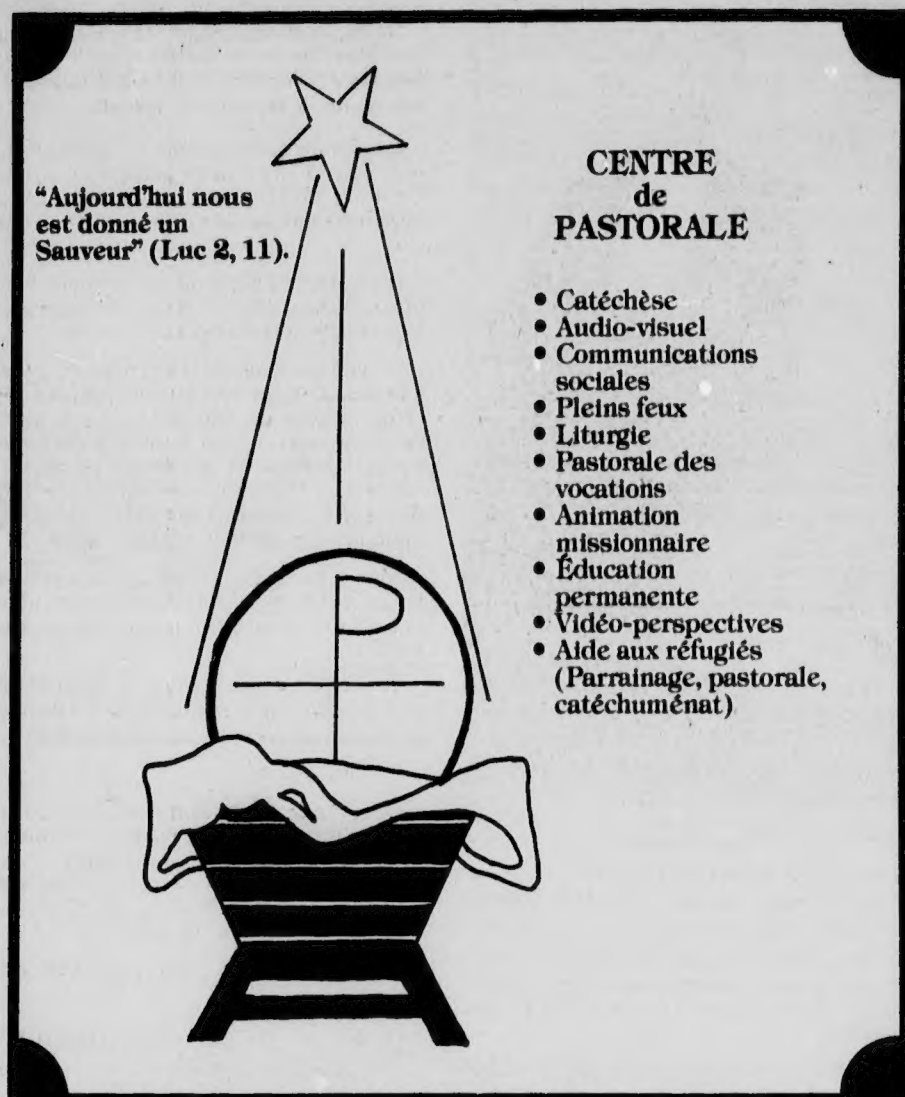 “Aujourd'hui nous
est donné un
Sauveur” (Luc 2, 11).
CENTRE
de
PASTORALE
• Catéchèse
• Audio-visuel
• Communications
sociales
• Pleins feux
• Liturgie
• Pastorale des
vocations
• Animation
missionnaire
• Éducation
permanente
• Vidéo-perspectives
• Aide aux réfugiés
(Parrainage, pastorale,
catéchuménat)